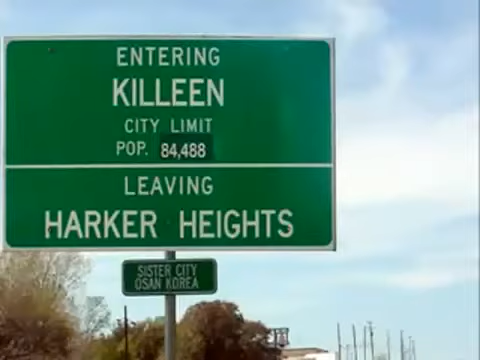 ENTERING
KILLEEN
CITY LIMIT
POP. 84,488
LEAVING
HARKER HEIGHTS
SISTER CITY
OSAN KOREA